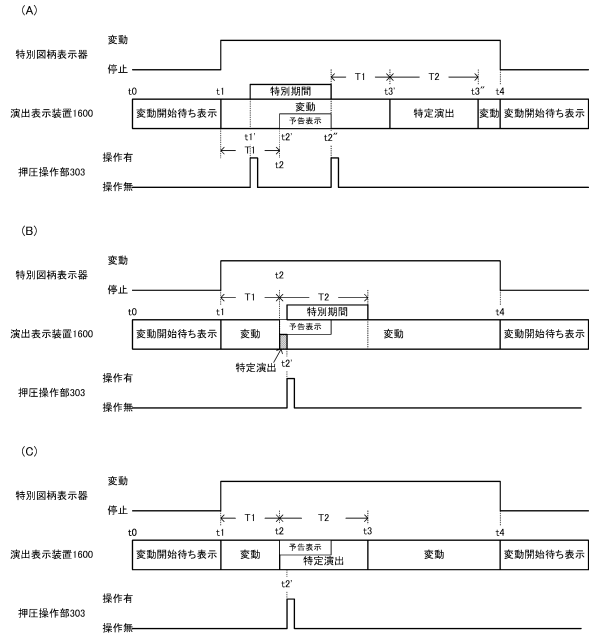 (A)
特別図柄表示器
変動
停止
T1
T2
t0
t1
特別期間
t3'
t3"
t4
演出表示装置1600
変動開始待ち表示
変動
予告表示
特定演出
変動
変動開始待ち表示
t1'
t2'
t2"
T1
t2
押圧操作部303
操作有
操作無
(B)
特別図柄表示器
変動
停止
t2
T1
T2
t0
t1
特別期間
t4
演出表示装置1600
変動開始待ち表示
変動
予告表示
変動
変動開始待ち表示
特定演出
t2'
押圧操作部303
操作有
操作無
(C)
特別図柄表示器
変動
停止
T1
T2
t0
t1
t2
t3
t4
演出表示装置1600
変動開始待ち表示
変動
予告表示
特定演出
変動
変動開始待ち表示
t2'
押圧操作部303
操作有
操作無